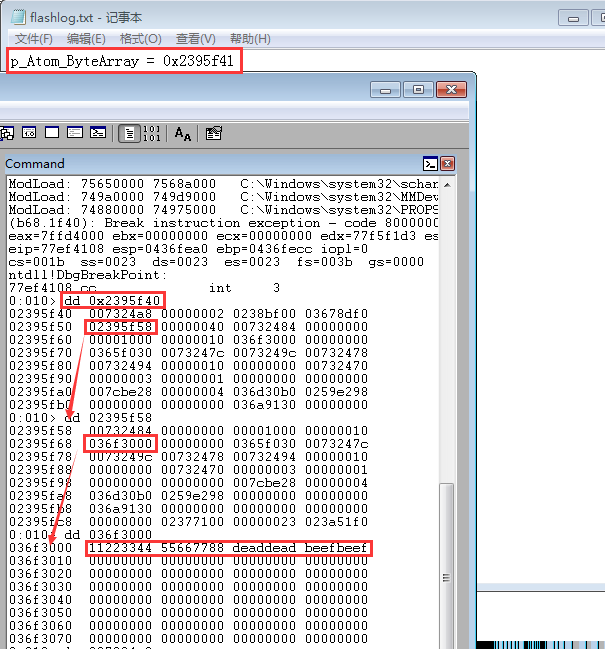 flashlog.txt - 记事本
文件(F) 编辑(E) 格式(O) 查看(V) 帮助(H)
p_Atom_ByteArray = 0x2395f41
Command
ModLoad: 75650000 7568a000   C:\Windows\system32\schan
ModLoad: 749a0000 749d9000   C:\Windows\system32\MMDev
ModLoad: 74880000 74975000   C:\Windows\system32\PROPS
(b68.1f40): Break instruction exception - code 8000000
eax=7ffd4000 ebx=00000000 ecx=00000000 edx=77f5f1d3 es
eip=77ef4108 esp=0436fea0 ebp=0436fecc iopl=0
cs=001b  ss=0023  ds=0023  es=0023  fs=003b  gs=0000
ntdll!DbgBreakPoint:
77ef4108 cc              int     3
0:010> dd 0x2395f40
02395f40  007324a8 00000002 0238bf00 03678df0
02395f50  02395f58 00000040 00732484 00000000
02395f60  00001000 00000010 036f3000 00000000
02395f70  0365f030 0073247c 0073249c 00732478
02395f80  00732494 00000010 00000000 00732470
02395f90  00000003 00000001 00000000 00000000
02395fa0  007cbe28 00000004 036d30b0 0259e298
02395fb0  00000000 00000000 036a9130 00000000
0:010> dd 02395f58
02395f58  00732484 00000000 00001000 00000010
02395f68  036f3000 00000000 0365f030 0073247c
02395f78  0073249c 00732478 00732494 00000010
02395f88  00000000 00732470 00000003 00000001
02395f98  00000000 00000000 007cbe28 00000004
02395fa8  036d30b0 0259e298 00000000 00000000
02395fb8  036a9130 00000000 00000000 00000000
02395fc8  00000000 02377100 00000023 023a51f0
0:010> dd 036f3000
036f3000  11223344 55667788 deaddead beefbeef
036f3010  00000000 00000000 00000000 00000000
036f3020  00000000 00000000 00000000 00000000
036f3030  00000000 00000000 00000000 00000000
036f3040  00000000 00000000 00000000 00000000
036f3050  00000000 00000000 00000000 00000000
036f3060  00000000 00000000 00000000 00000000
036f3070  00000000 00000000 00000000 00000000